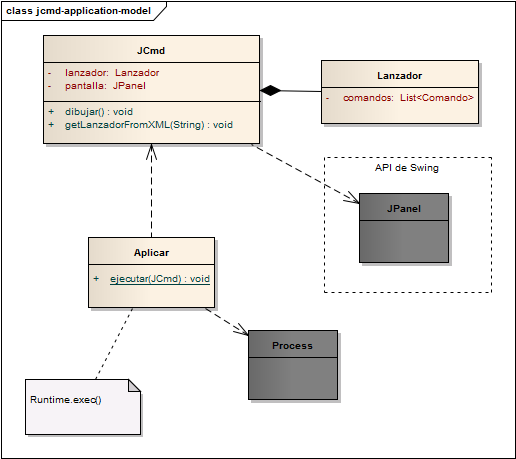 class jcmd-application-model
JCmd
- lanzador: Lanzador
- pantalla: JPanel
+ dibujar() : void
+ getLanzadorFromXML(String) : void
Lanzador
- comandos: List<Comando>
API de Swing
JPanel
Aplicar
+ ejecutar(JCmd) : void
Process
Runtime.exec()